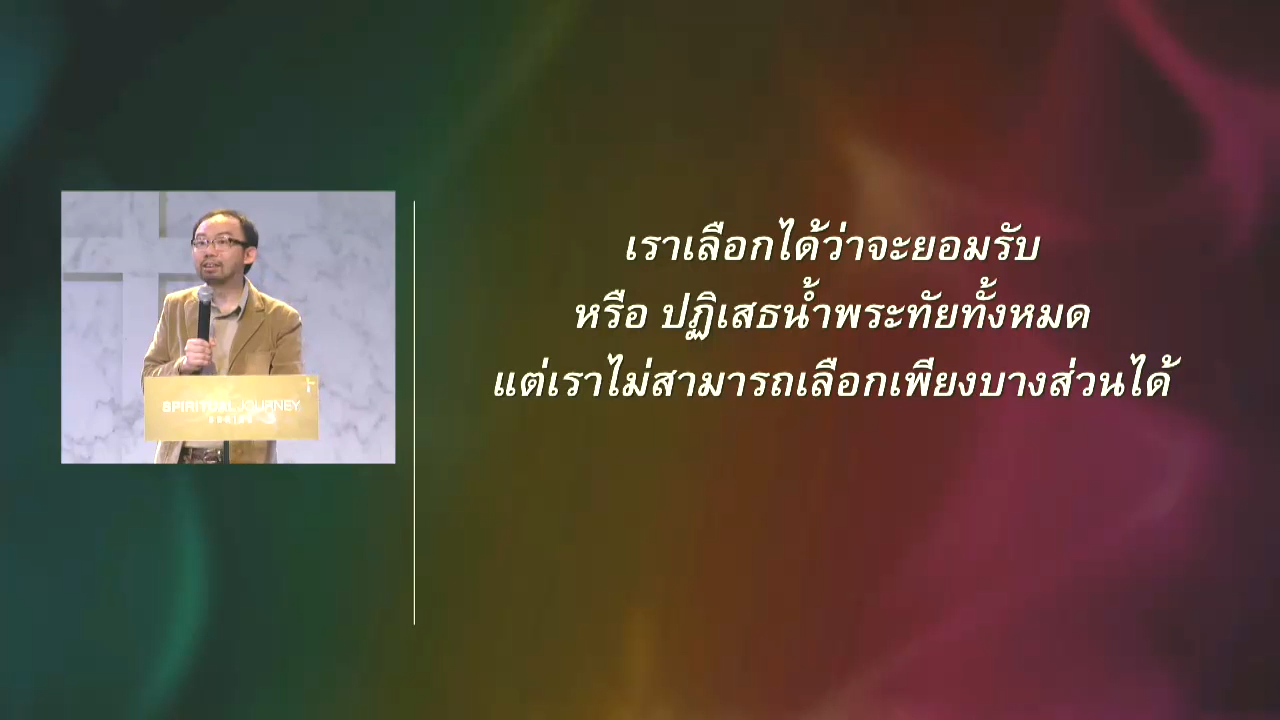 เราเลือกได้ว่าจะยอมรับ
หรือ ปฏิเสธน้ำพระทัยทั้งหมด
แต่เราไม่สามารถเลือกเพียงบางส่วนได้
SPIRITUAL JOURNEY